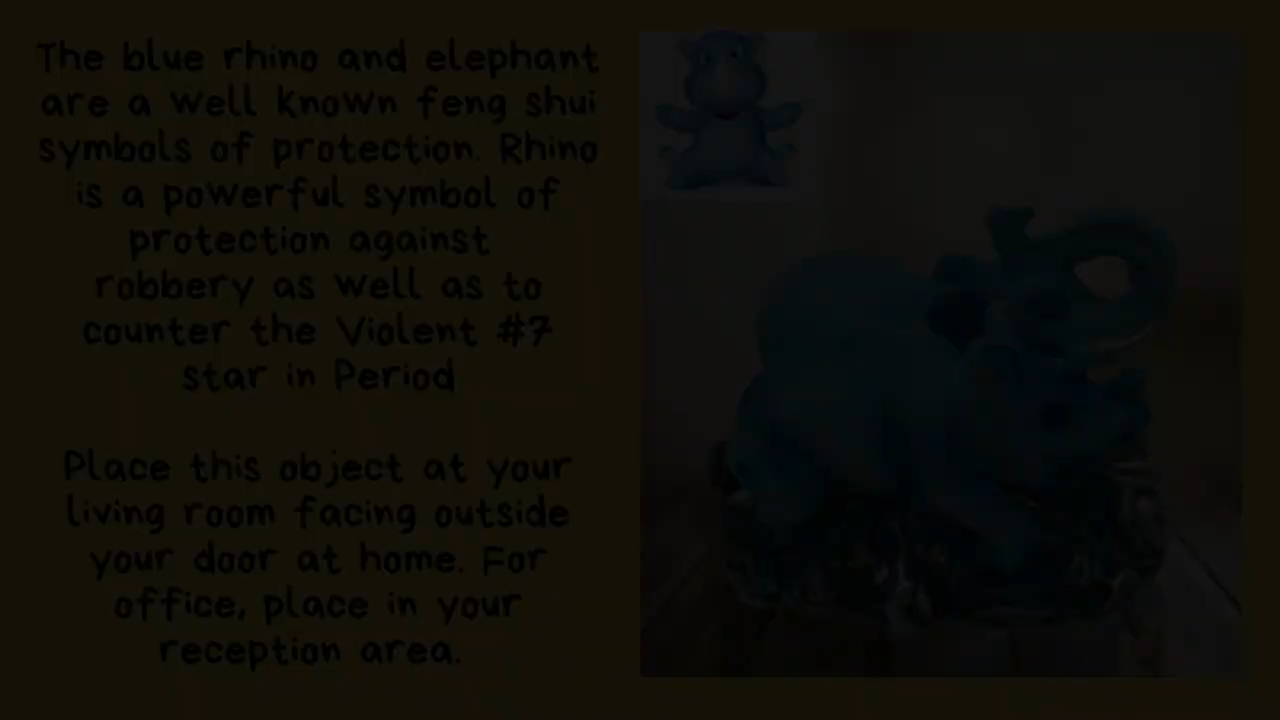 The blue rhino and elephant
are a well known feng shui
symbols of protection. Rhino
is a powerful symbol of
protection against
robbery as well as to
counter the Violent #7
star in Period
Place this object at your
living room facing outside
your door at home. For
office, place in your
reception area.